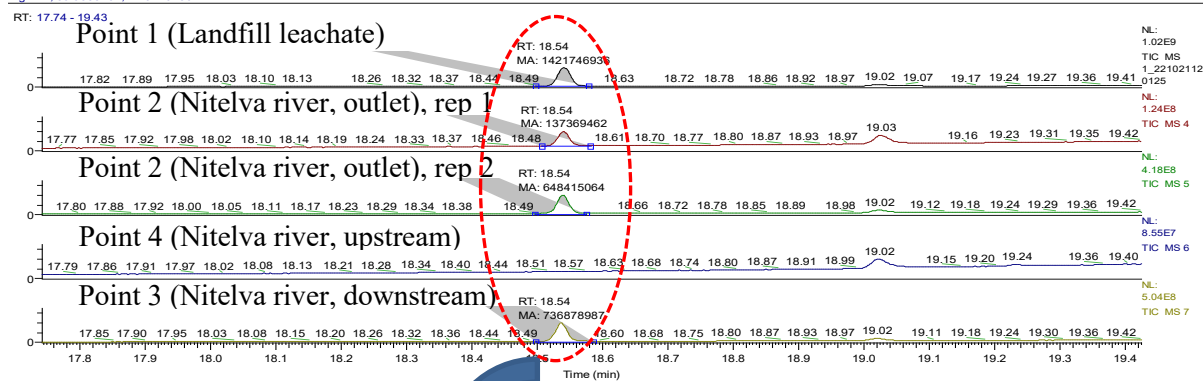 RT: 17.74 - 19.43
Point 1 (Landfill leachate)
RT: 18.54
MA: 1421746936
17.82 17.89 17.95 18.03 18.10 18.13 18.26 18.32 18.37 18.44 18.49 18.63 18.72 18.78 18.86 18.92 18.97 19.02 19.07 19.17 19.24 19.27 19.36 19.41
0
NL:
1.02E9
TIC MS
1_22102112
0125
Point 2 (Nitelva river, outlet), rep 1
RT: 18.54
MA: 137369462
17.77 17.85 17.92 17.98 18.02 18.10 18.14 18.19 18.24 18.33 18.37 18.46 18.48 18.61 18.70 18.77 18.80 18.87 18.93 18.97 19.03 19.16 19.23 19.31 19.35 19.42
0
NL:
1.24E8
TIC MS 4
Point 2 (Nitelva river, outlet), rep 2
RT: 18.54
MA: 648415064
17.80 17.88 17.92 18.00 18.05 18.11 18.17 18.23 18.29 18.34 18.38 18.49 18.66 18.72 18.78 18.85 18.89 18.98 19.02 19.12 19.18 19.24 19.29 19.36 19.42
0
NL:
4.18E8
TIC MS 5
Point 4 (Nitelva river, upstream)
17.79 17.86 17.91 17.97 18.02 18.08 18.13 18.21 18.28 18.34 18.40 18.44 18.51 18.57 18.63 18.68 18.74 18.80 18.87 18.91 18.99 19.02 19.15 19.20 19.24 19.36 19.40
0
NL:
8.55E7
TIC MS 6
Point 3 (Nitelva river, downstream)
RT: 18.54
MA: 736878987
17.85 17.90 17.95 18.03 18.08 18.15 18.20 18.26 18.32 18.36 18.44 18.49 18.60 18.68 18.75 18.80 18.87 18.93 18.97 19.02 19.11 19.18 19.24 19.30 19.36 19.42
0
NL:
5.04E8
TIC MS 7
17.8 17.9 18.0 18.1 18.2 18.3 18.4 18.6 18.7 18.8 18.9 19.0 19.1 19.2 19.3 19.4
Time (min)